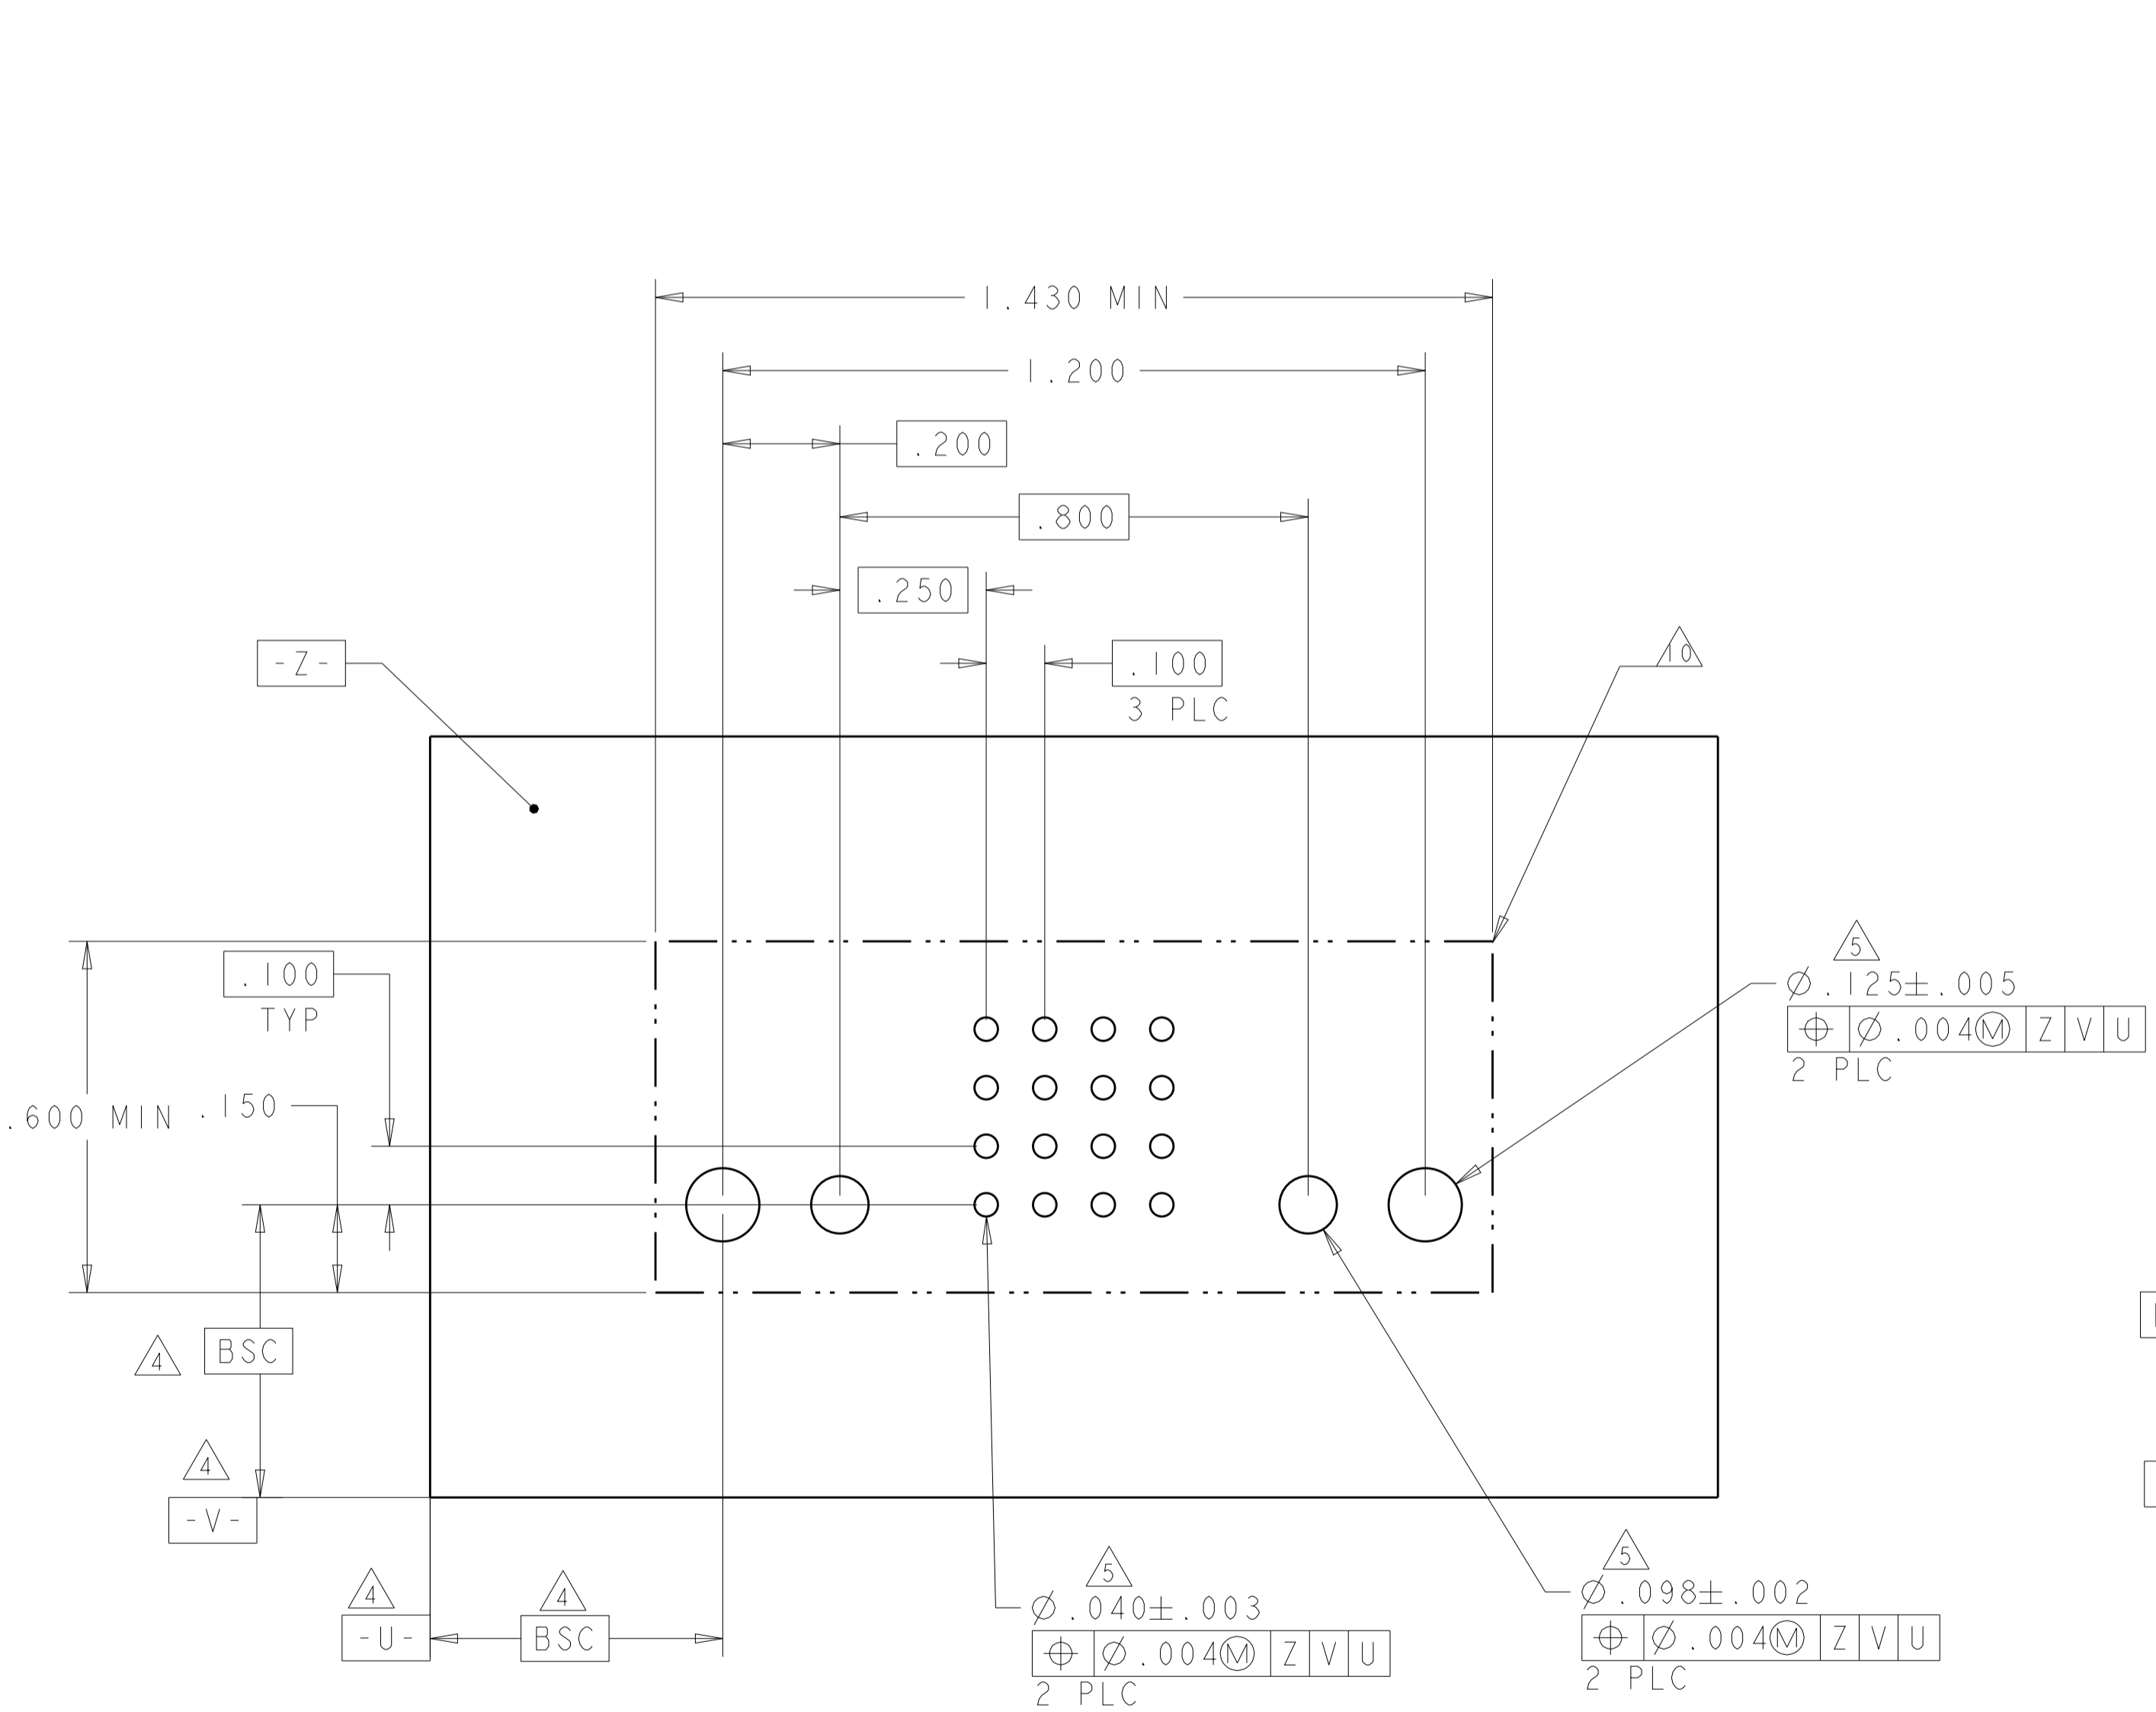 1.430 MIN
1.200
.200
.800
.250
-Z-
.100
3 PLC
10
.100
TYP
5
⌀.125±.005
⌖ ⌀.004Ⓜ Z V U
2 PLC
.600 MIN
.150
4
BSC
4
-V-
4
-U-
4
BSC
5
⌀.040±.003
⌖ ⌀.004Ⓜ Z V U
2 PLC
5
⌀.098±.002
⌖ ⌀.004Ⓜ Z V U
2 PLC